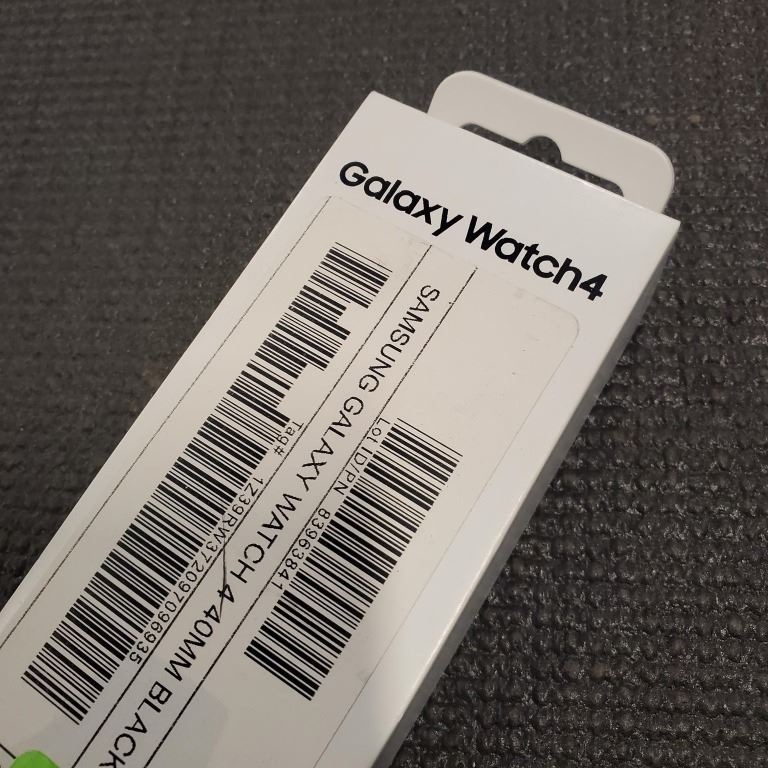 Galaxy Watch4
SAMSUNG GALAXY WATCH 4 40MM BLACK
Tag# 1Z39RW372097096935
Lot ID/PN 83963841